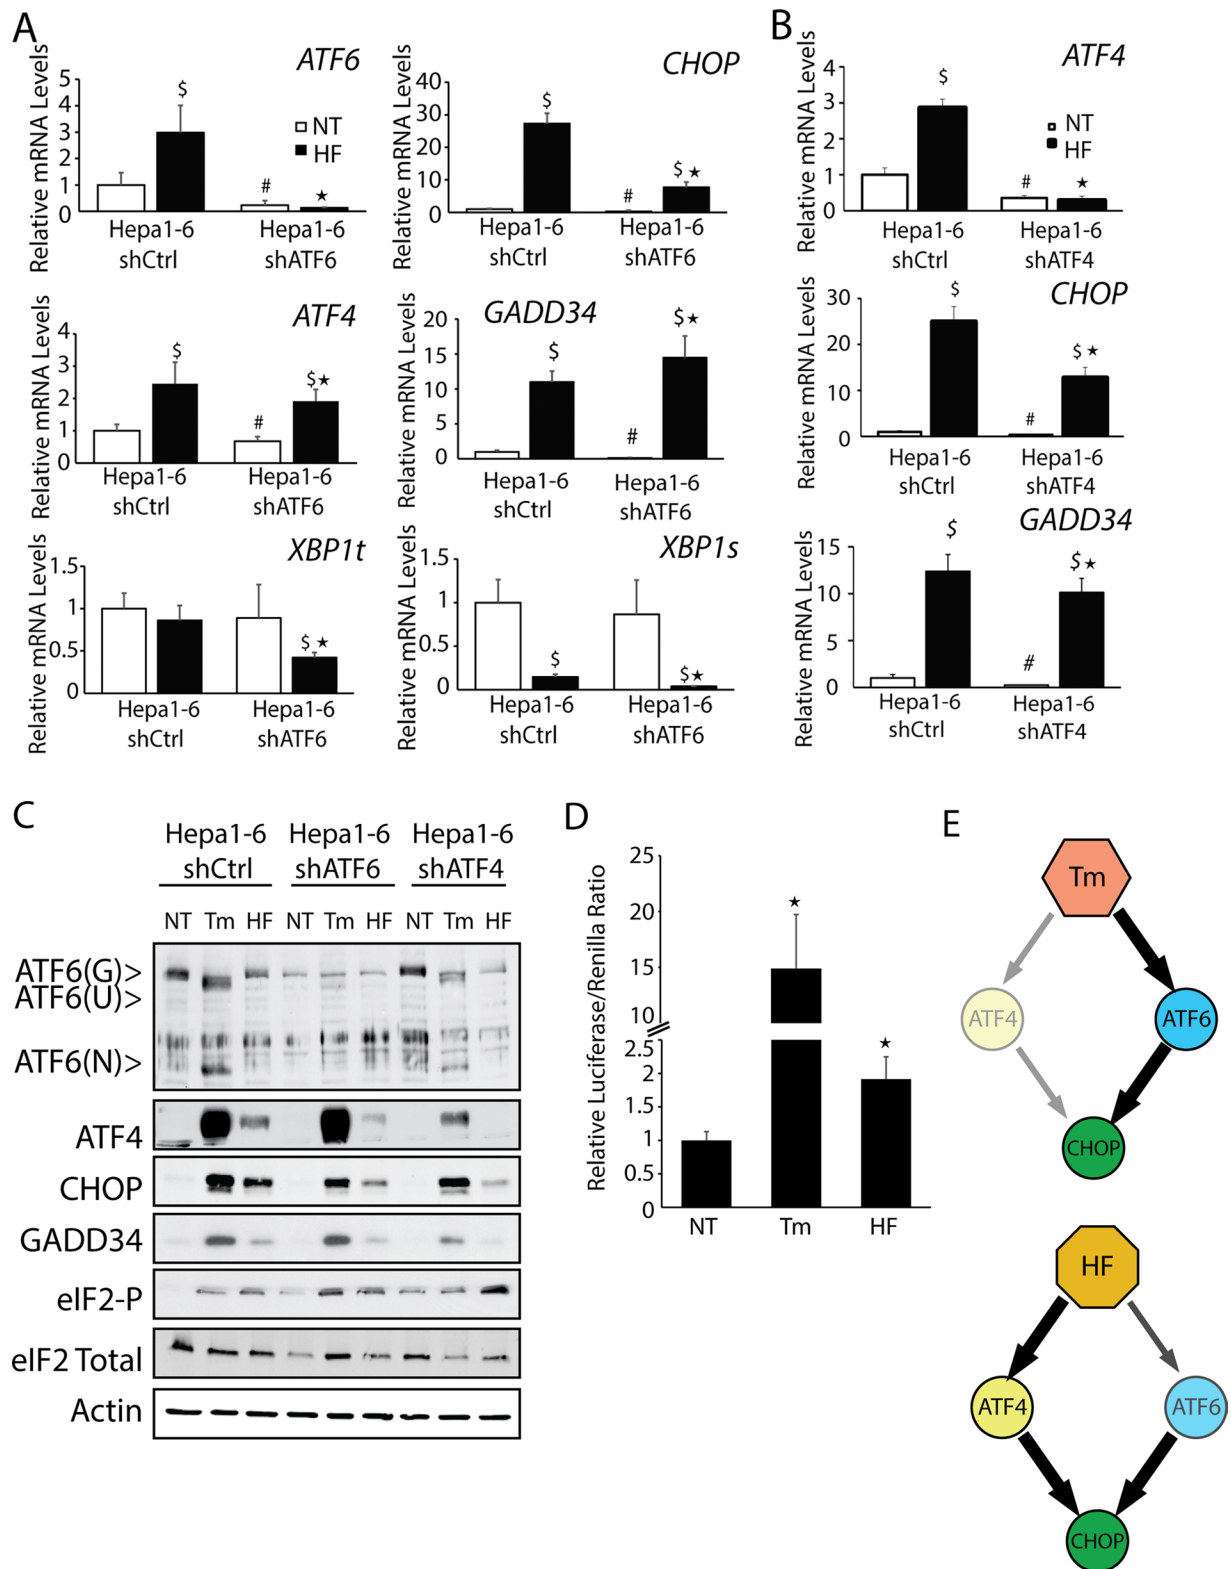 A
ATF6
Relative mRNA Levels
5
4
3
2
1
0
$
#
★
NT
HF
Hepa1-6
shCtrl
Hepa1-6
shATF6
CHOP
Relative mRNA Levels
40
30
20
10
0
$
#
$ ★
Hepa1-6
shCtrl
Hepa1-6
shATF6
ATF4
Relative mRNA Levels
4
3
2
1
0
$
#
$★
Hepa1-6
shCtrl
Hepa1-6
shATF6
GADD34
Relative mRNA Levels
20
15
10
5
0
$
#
$★
Hepa1-6
shCtrl
Hepa1-6
shATF6
XBP1t
Relative mRNA Levels
1.5
1
0.5
0
$ ★
Hepa1-6
shCtrl
Hepa1-6
shATF6
XBP1s
Relative mRNA Levels
1.5
1
0.5
0
$
$★
Hepa1-6
shCtrl
Hepa1-6
shATF6
B
ATF4
Relative mRNA Levels
4
3
2
1
0
$
#
★
NT
HF
Hepa1-6
shCtrl
Hepa1-6
shATF4
CHOP
Relative mRNA Levels
30
20
10
0
$
#
$ ★
Hepa1-6
shCtrl
Hepa1-6
shATF4
GADD34
Relative mRNA Levels
15
10
5
0
$
#
$ ★
Hepa1-6
shCtrl
Hepa1-6
shATF4
C
Hepa1-6 Hepa1-6 Hepa1-6
shCtrl shATF6 shATF4
NT Tm HF NT Tm HF NT Tm HF
ATF6(G)>
ATF6(U)>
ATF6(N)>
ATF4
CHOP
GADD34
eIF2-P
eIF2 Total
Actin
D
Relative Luciferase/Renilla Ratio
25
20
15
10
2.5
2
1.5
1
0.5
0
★
★
NT Tm HF
E
Tm
ATF4 ATF6
CHOP
HF
ATF4 ATF6
CHOP